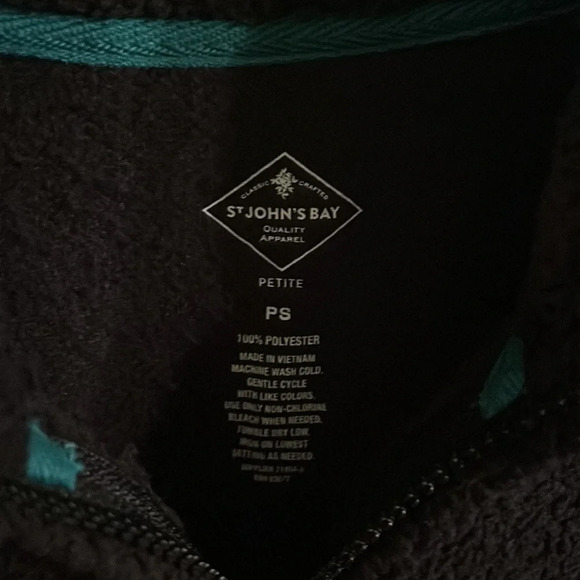 CLASSIC CRAFTED
ST JOHN'S BAY
QUALITY
APPAREL
PETITE
PS
100% POLYESTER
MADE IN VIETNAM
MACHINE WASH COLD.
GENTLE CYCLE
WITH LIKE COLORS.
USE ONLY NON-CHLORINE
BLEACH WHEN NEEDED.
TUMBLE DRY LOW.
IRON ON LOWEST
SETTING AS NEEDED.
SUPPLIER
RN#